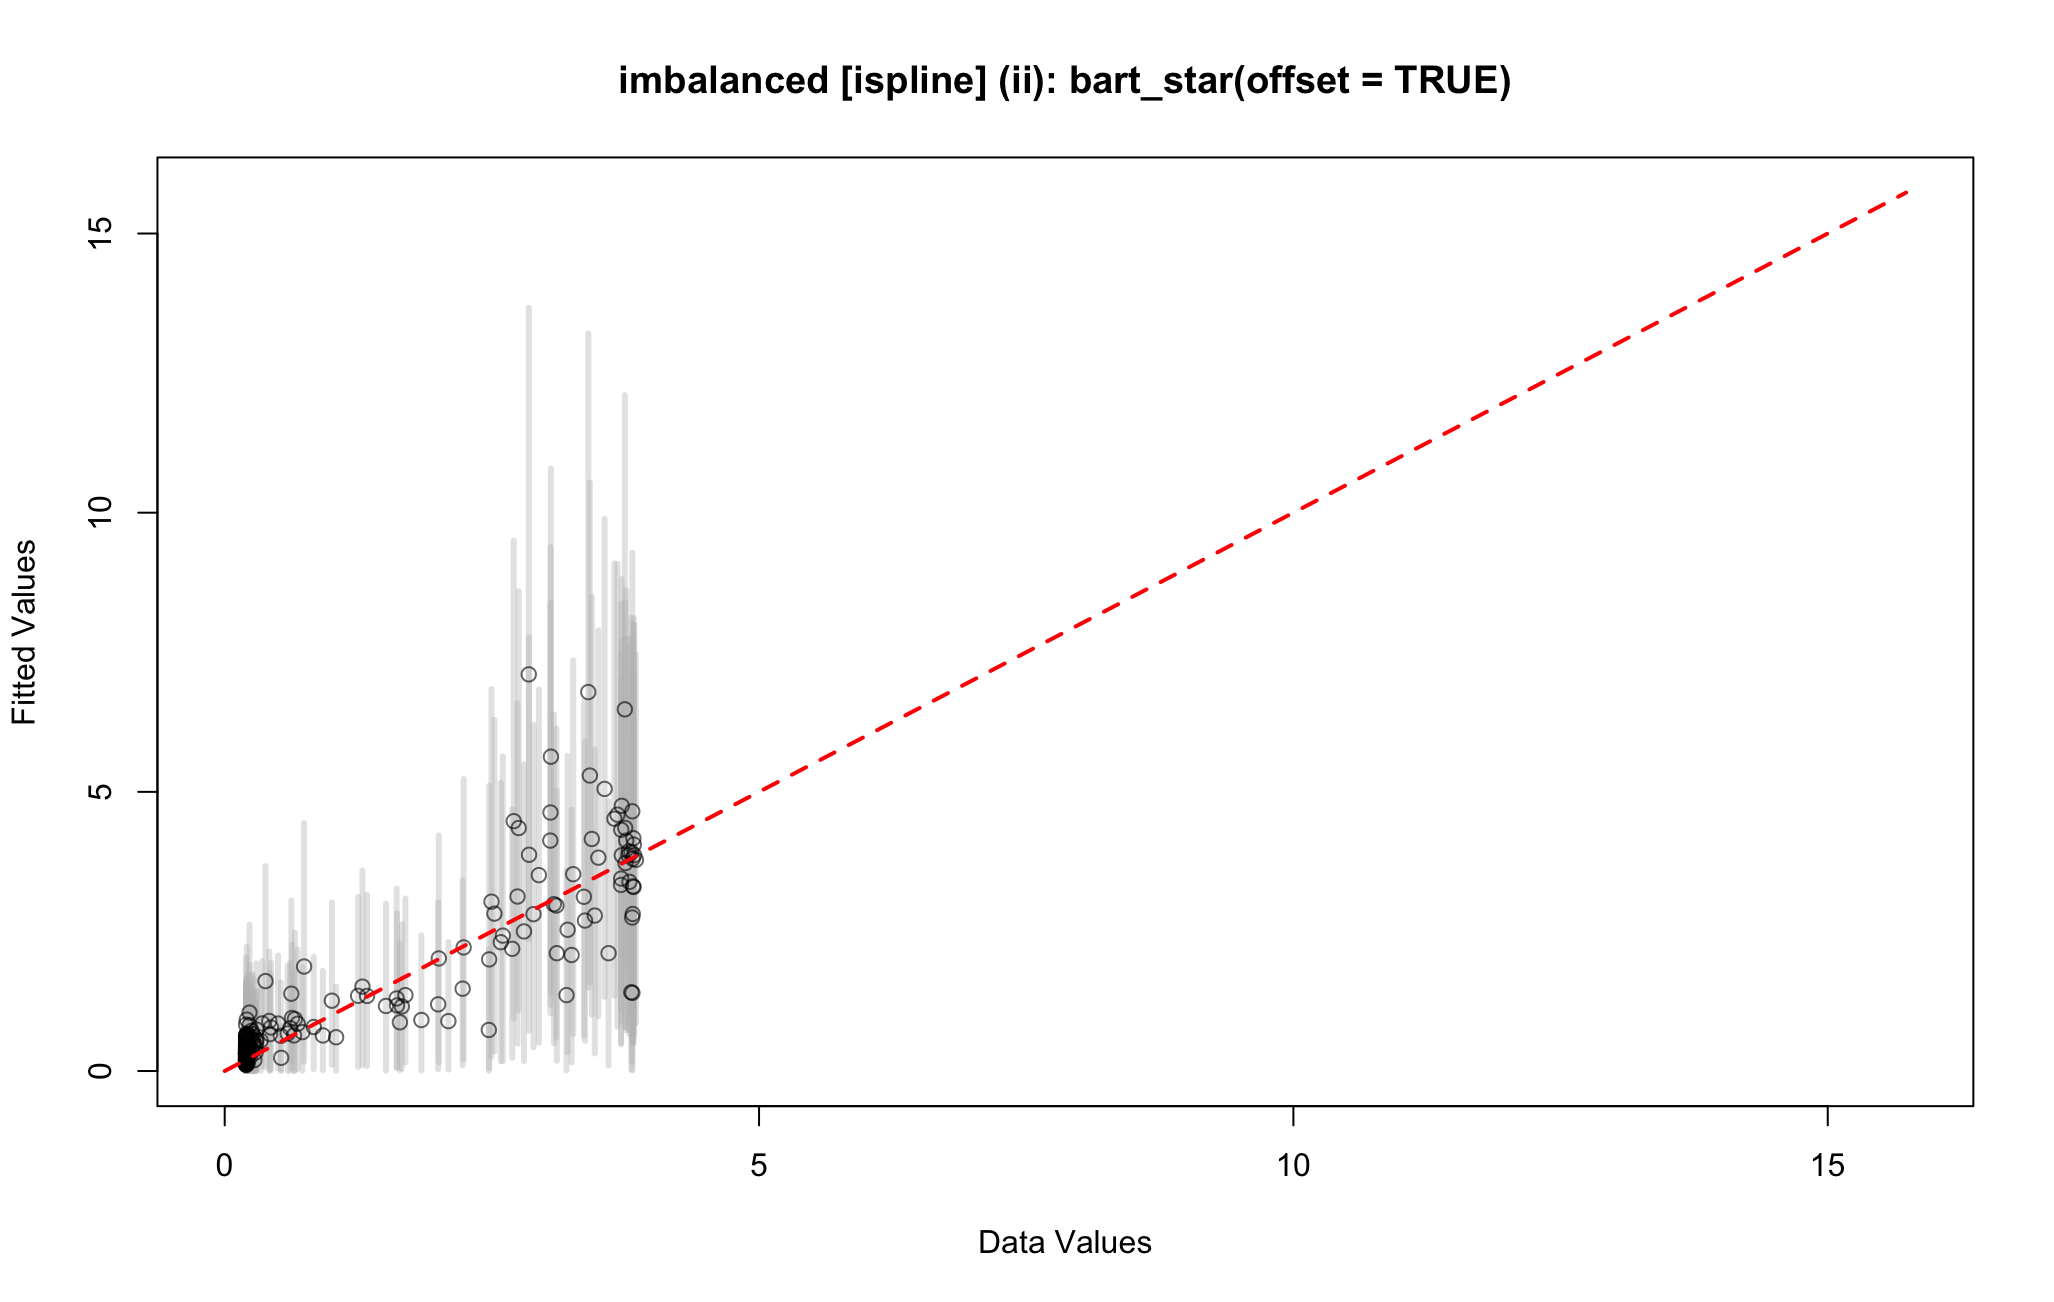 imbalanced [ispline] (ii): bart_star(offset = TRUE)
15
10
5
0
Fitted Values
0 5 10 15
Data Values